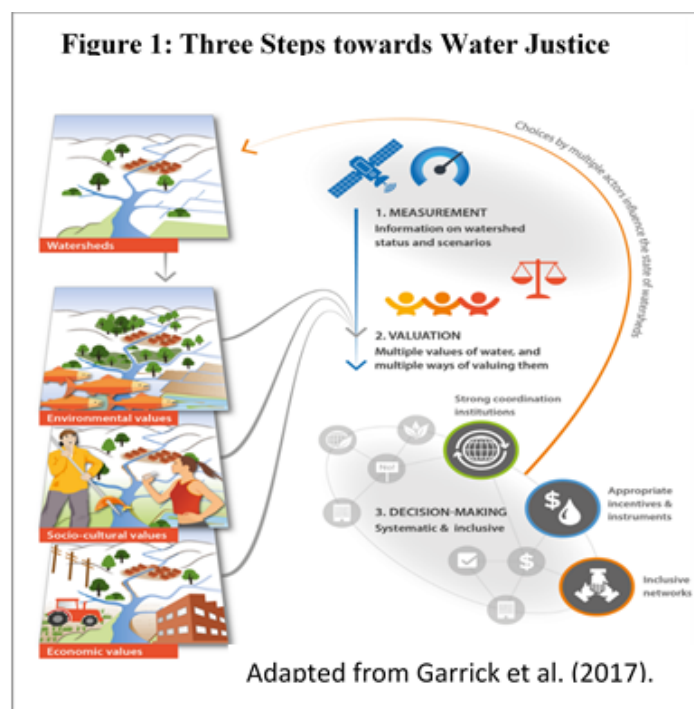 Figure 1: Three Steps towards Water Justice
Watersheds
Choices by multiple actors influence the state of watersheds
1. MEASUREMENT
Information on watershed
status and scenarios
2. VALUATION
Multiple values of water, and
multiple ways of valuing them
Environmental values
Socio-cultural values
Economic values
Strong coordination
institutions
No!
3. DECISION-MAKING
Systematic & inclusive
$
Appropriate
incentives &
instruments
$
Inclusive
networks
Adapted from Garrick et al. (2017).